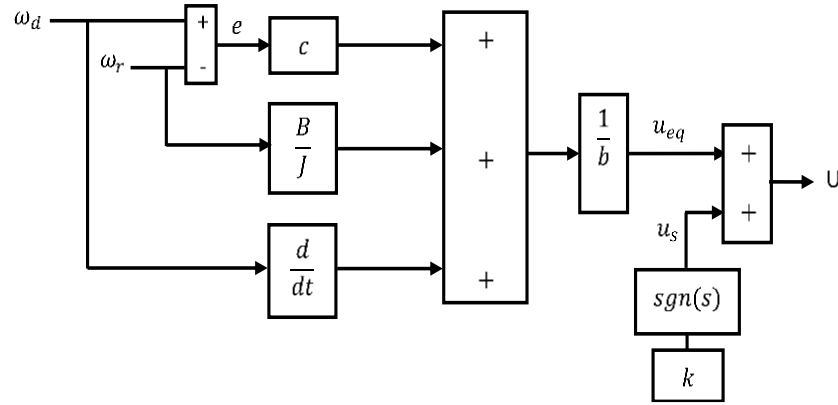 ω_d
+
e
c
+
ω_r
-
B
J
+
1
b
u_eq
+
U
+
u_s
d
dt
+
sgn(s)
k